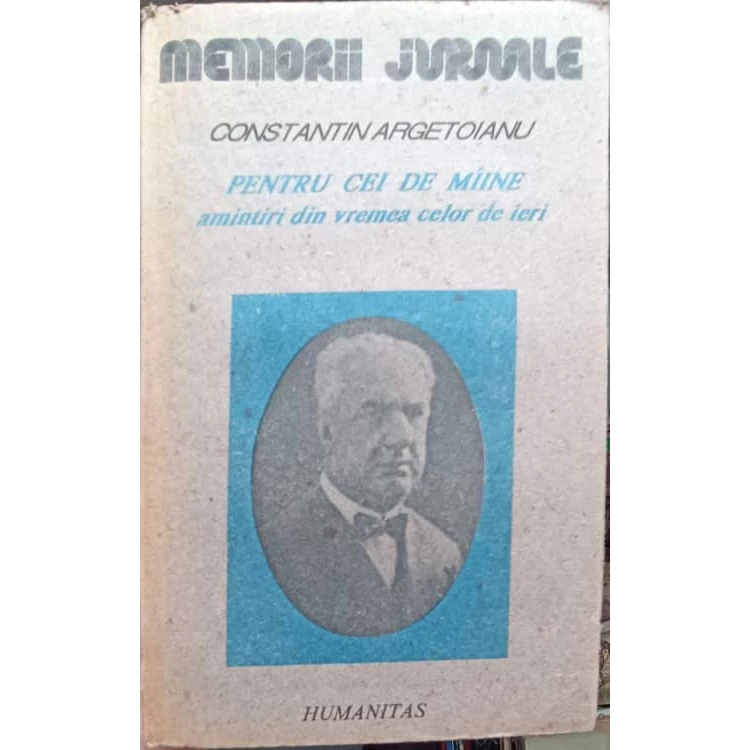 MEMORII JURNALE
CONSTANTIN ARGETOIANU
PENTRU CEI DE MÎINE
amintiri din vremea celor de ieri
HUMANITAS